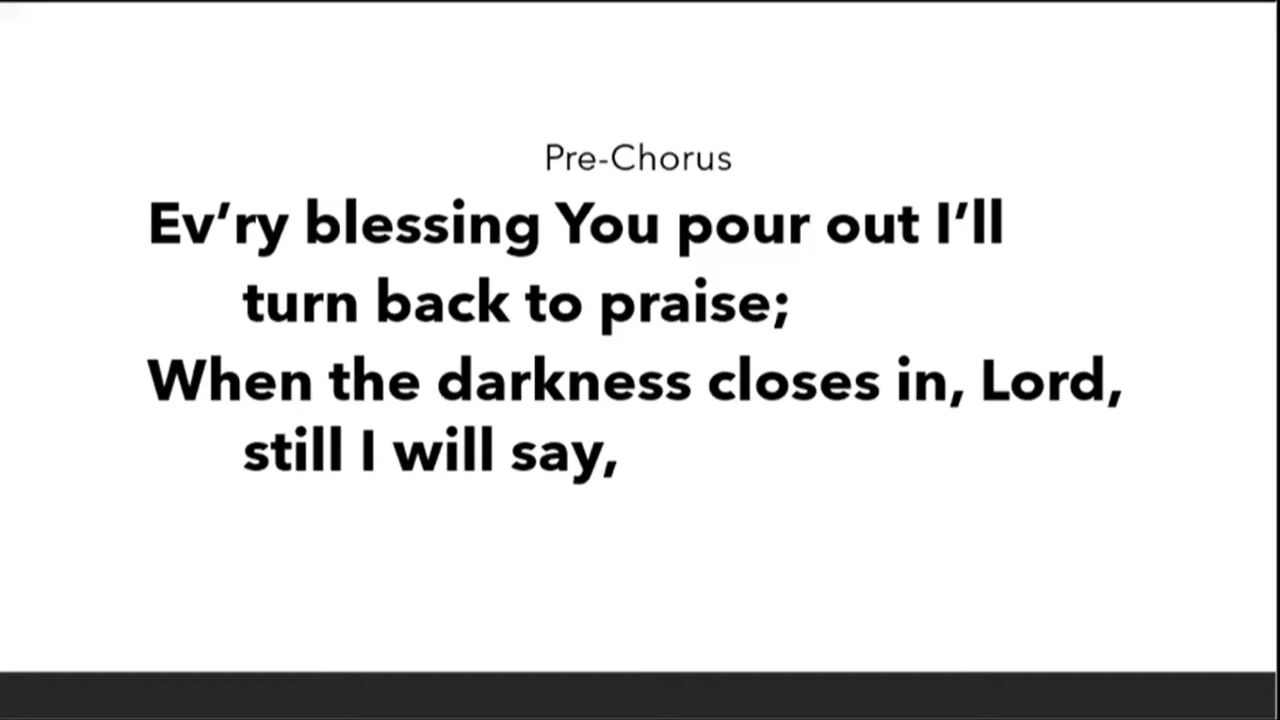 Pre-Chorus
Ev’ry blessing You pour out I’ll
turn back to praise;
When the darkness closes in, Lord,
still I will say,